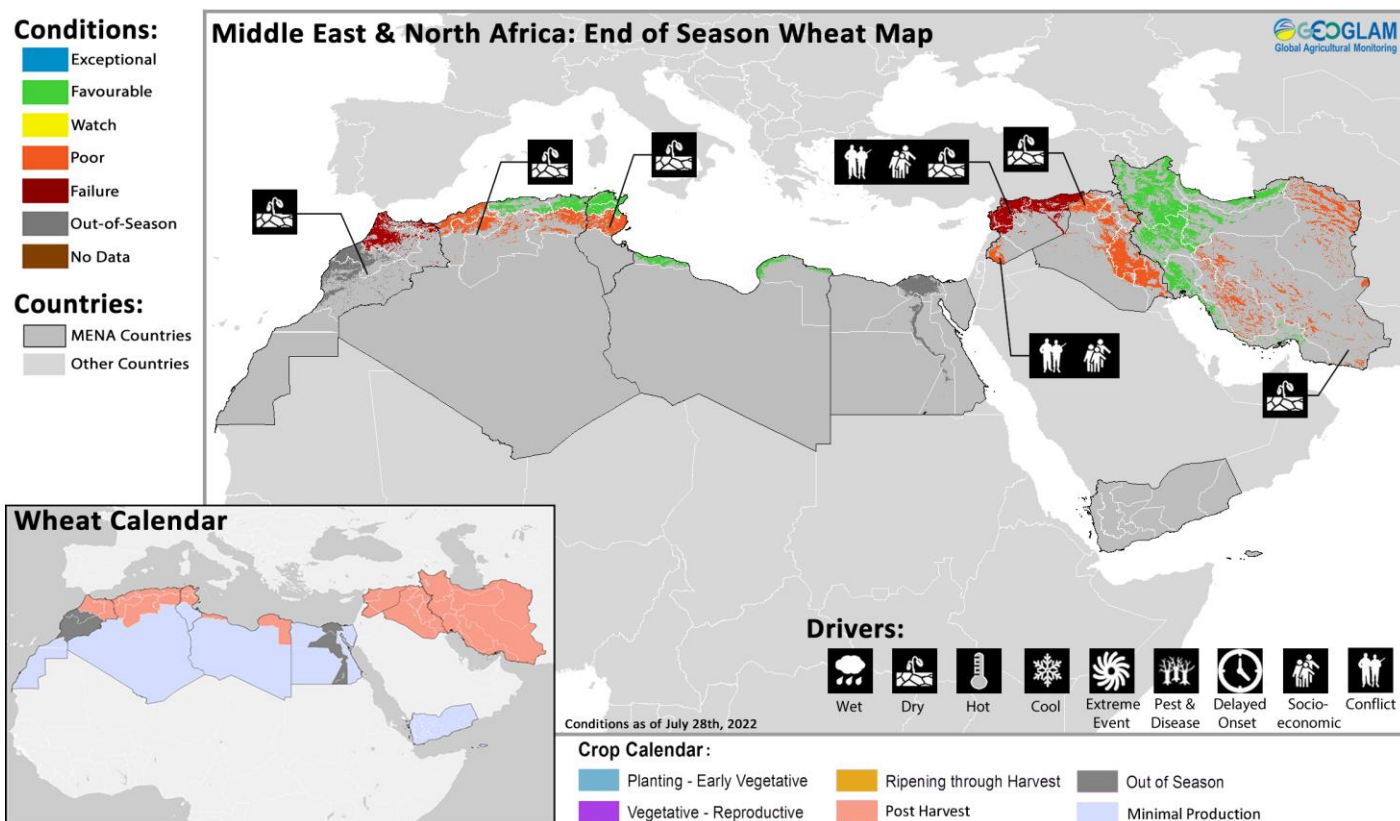 Conditions:
Exceptional
Favourable
Watch
Poor
Failure
Out-of-Season
No Data
Countries:
MENA Countries
Other Countries
Middle East & North Africa: End of Season Wheat Map
GEOGLAM
Global Agricultural Monitoring
Wheat Calendar
Drivers:
Wet
Dry
Hot
Cool
Extreme
Event
Pest &
Disease
Delayed
Onset
Socio-
economic
Conflict
Conditions as of July 28th, 2022
Crop Calendar:
Planting - Early Vegetative
Ripening through Harvest
Out of Season
Vegetative - Reproductive
Post Harvest
Minimal Production